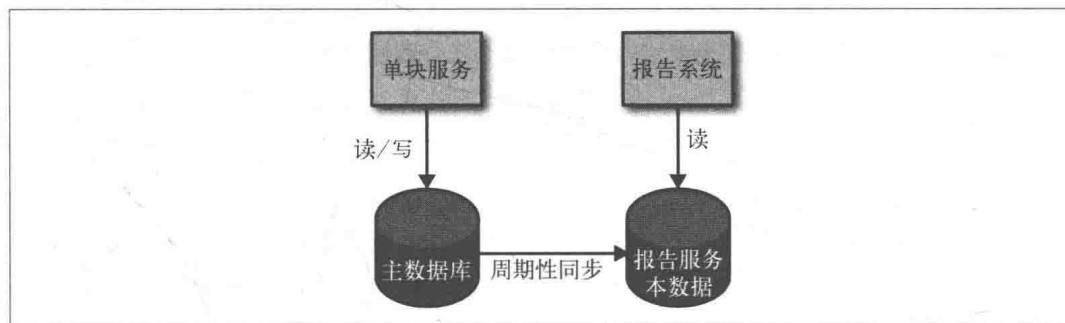 单块服务
报告系统
读/写
读
主数据库
周期性同步
报告服务
本数据